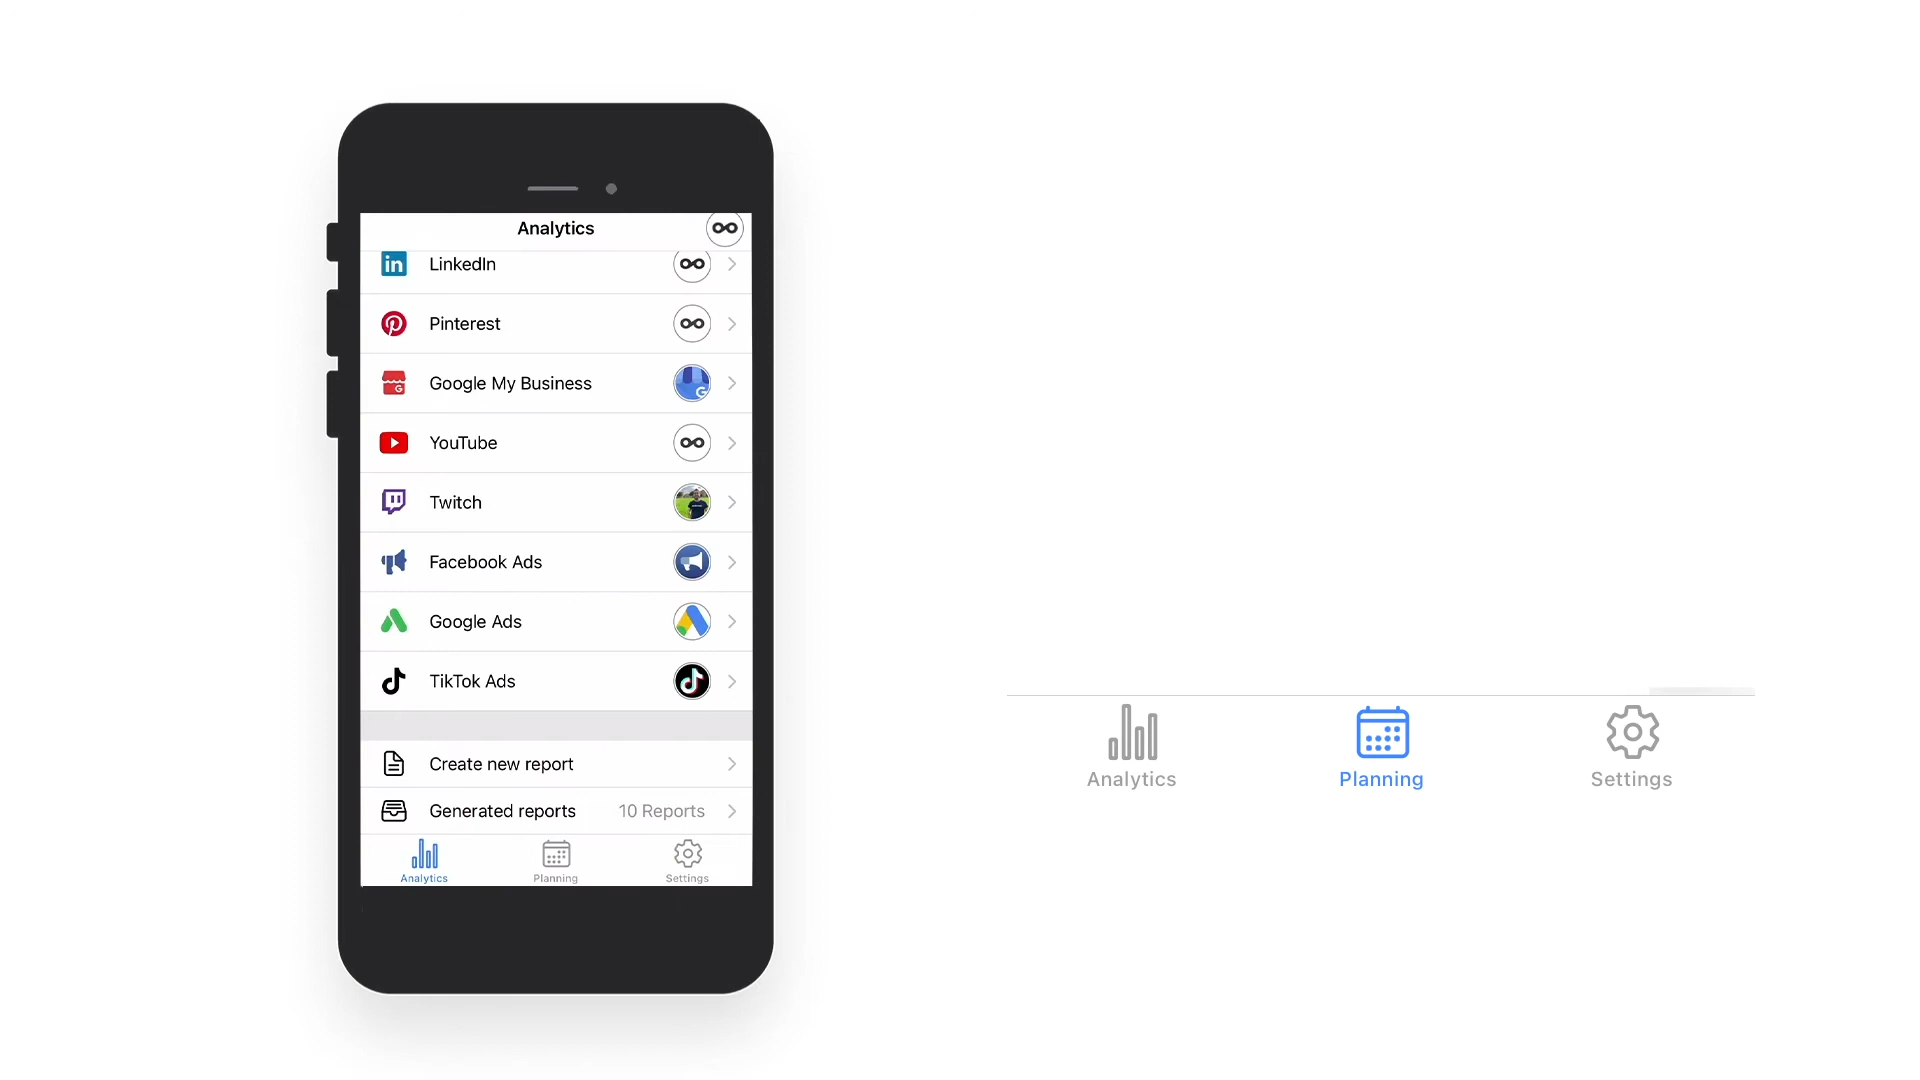 Analytics
LinkedIn
Pinterest
Google My Business
YouTube
Twitch
Facebook Ads
Google Ads
TikTok Ads
Create new report
Generated reports 10 Reports
Analytics Planning Settings
Analytics Planning Settings